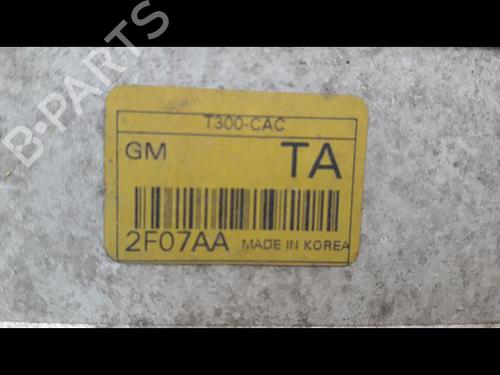 B-PARTS
T300-CAC
GM
TA
2F07AA MADE IN KOREA